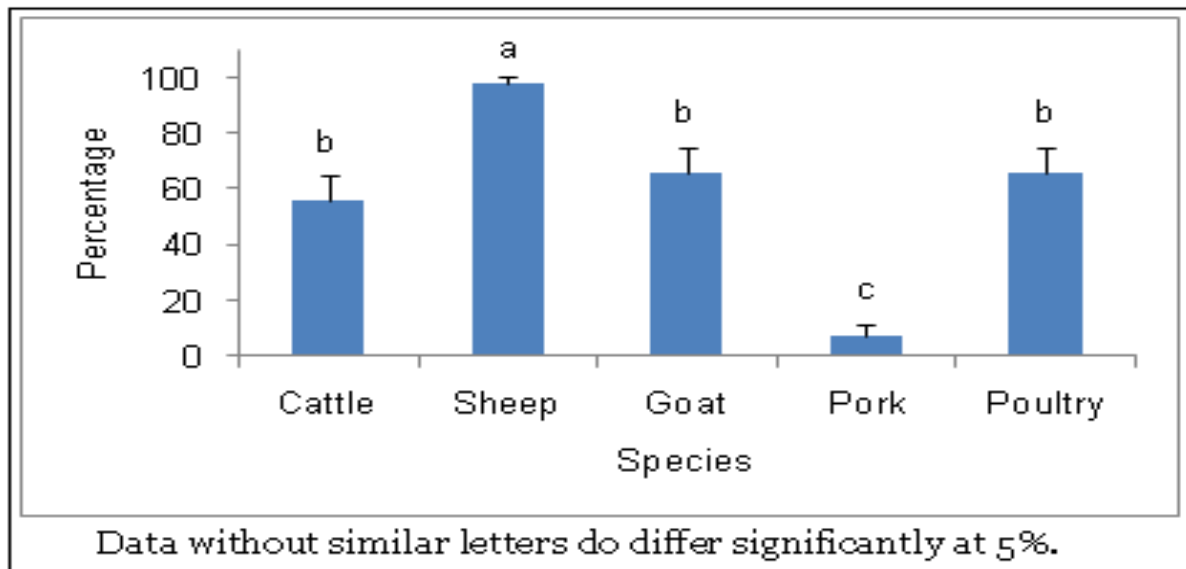 a
100
b
b
b
80
60
40
c
20
0
Percentage
Cattle Sheep Goat Pork Poultry
Species
Data without similar letters do differ significantly at 5%.